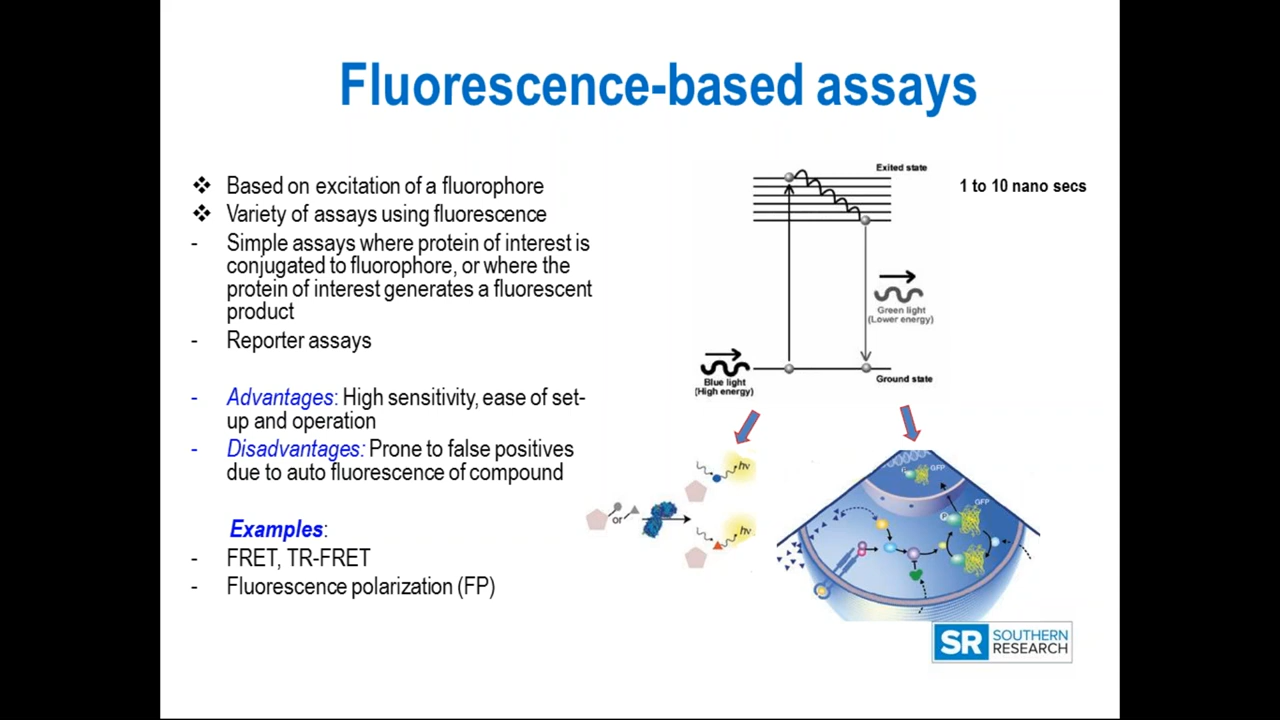 Fluorescence-based assays
❖ Based on excitation of a fluorophore
❖ Variety of assays using fluorescence
- Simple assays where protein of interest is
conjugated to fluorophore, or where the
protein of interest generates a fluorescent
product
- Reporter assays
- Advantages: High sensitivity, ease of set-
up and operation
- Disadvantages: Prone to false positives
due to auto fluorescence of compound
Examples:
- FRET, TR-FRET
- Fluorescence polarization (FP)
Exited state
1 to 10 nano secs
Green light
(Lower energy)
Blue light
(High energy)
Ground state
hν
or
hν
GFP
GFP
P
SR SOUTHERN
RESEARCH